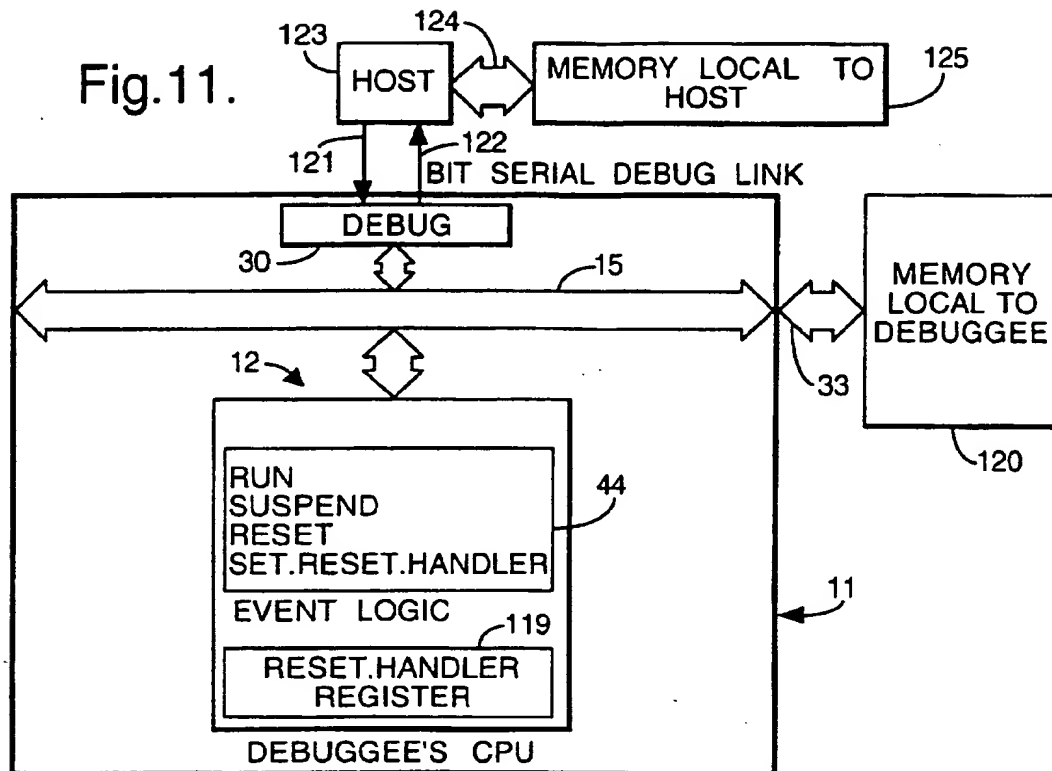 Fig.11.
123
HOST
124
MEMORY LOCAL TO
HOST
125
121
122
BIT SERIAL DEBUG LINK
DEBUG
30
15
MEMORY
LOCAL TO
DEBUGGEE
33
120
12
RUN
SUSPEND
RESET
SET.RESET.HANDLER
44
EVENT LOGIC
119
RESET.HANDLER
REGISTER
11
DEBUGGEE'S CPU